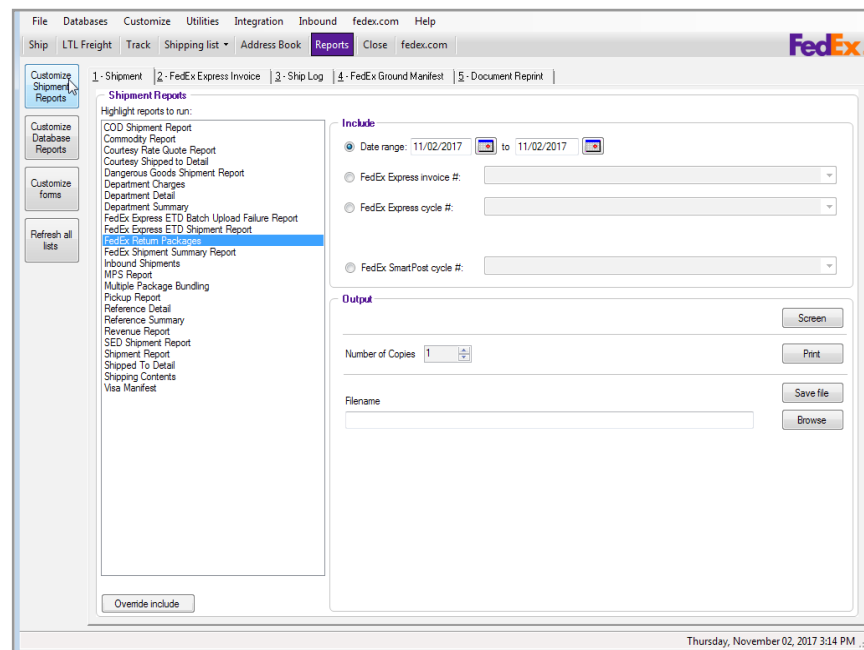 File Databases Customize Utilities Integration Inbound fedex.com Help
Ship LTL Freight Track Shipping list Address Book Reports Close fedex.com
FedEx
Customize
Shipment
Reports
Customize
Database
Reports
Customize
forms
Refresh all
lists
1 - Shipment 2 - FedEx Express Invoice 3 - Ship Log 4 - FedEx Ground Manifest 5 - Document Reprint
Shipment Reports
Highlight reports to run:
COD Shipment Report
Commodity Report
Courtesy Rate Quote Report
Courtesy Shipped to Detail
Dangerous Goods Shipment Report
Department Charges
Department Detail
Department Summary
FedEx Express ETD Batch Upload Failure Report
FedEx Express ETD Shipment Report
FedEx Return Packages
FedEx Shipment Summary Report
Inbound Shipments
MPS Report
Multiple Package Bundling
Pickup Report
Reference Detail
Reference Summary
Revenue Report
SED Shipment Report
Shipment Report
Shipped To Detail
Shipping Contents
Visa Manifest
Override include
Include
Date range: 11/02/2017 to 11/02/2017
FedEx Express invoice #:
FedEx Express cycle #:
FedEx SmartPost cycle #:
Output
Screen
Number of Copies 1 Print
Save file
Filename
Browse
Thursday, November 02, 2017 3:14 PM